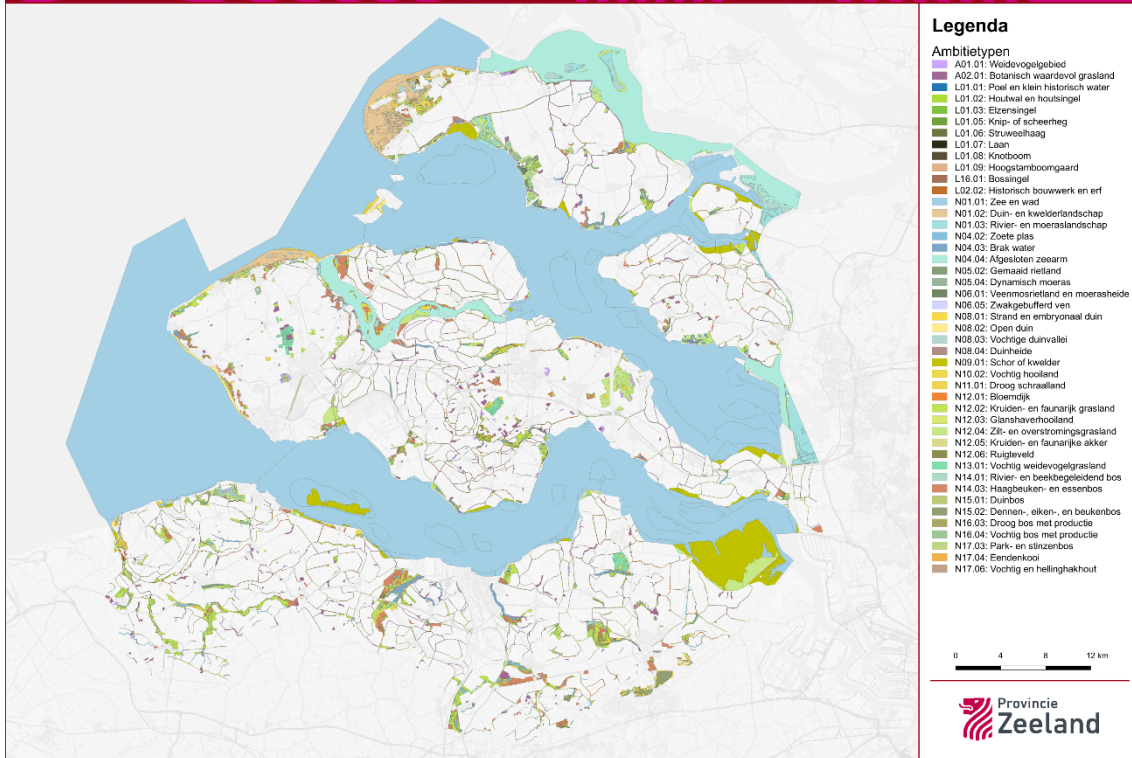 Legenda
Ambitietypen
A01.01: Weidevogelgebied
A02.01: Botanisch waardevol grasland
L01.01: Poel en klein historisch water
L01.02: Houtwal en houtsingel
L01.03: Elzensingel
L01.05: Knip- of scheerheg
L01.06: Struweelhaag
L01.07: Laan
L01.08: Knotboom
L01.09: Hoogstamboomgaard
L16.01: Bossingel
L02.02: Historisch bouwwerk en erf
N01.01: Zee en wad
N01.02: Duin- en kwelderlandschap
N01.03: Rivier- en moeraslandschap
N04.02: Zoete plas
N04.03: Brak water
N04.04: Afgesloten zeearm
N05.02: Gemaaid rietland
N05.04: Dynamisch moeras
N06.01: Veenmosrietland en moerasheide
N06.05: Zwakgebufferd ven
N08.01: Strand en embryonaal duin
N08.02: Open duin
N08.03: Vochtige duinvallei
N08.04: Duinheide
N09.01: Schor of kwelder
N10.02: Vochtig hooiland
N11.01: Droog schraalland
N12.01: Bloemdijk
N12.02: Kruiden- en faunarijk grasland
N12.03: Glanshaverhooiland
N12.04: Zilt- en overstromingsgrasland
N12.05: Kruiden- en faunarijke akker
N12.06: Ruigteveld
N13.01: Vochtig weidevogelgrasland
N14.01: Rivier- en beekbegeleidend bos
N14.03: Haagbeuken- en essenbos
N15.01: Duinbos
N15.02: Dennen-, eiken-, en beukenbos
N16.03: Droog bos met productie
N16.04: Vochtig bos met productie
N17.03: Park- en stinzenbos
N17.04: Eendenkooi
N17.06: Vochtig en hellinghakhout
0 4 8 12 km
Provincie
Zeeland